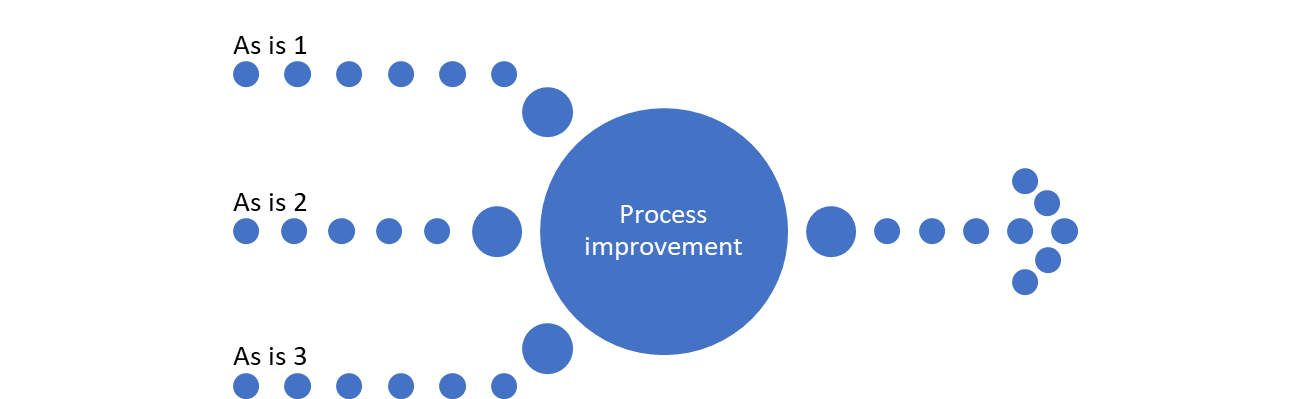 As is 1
As is 2
Process
improvement
As is 3